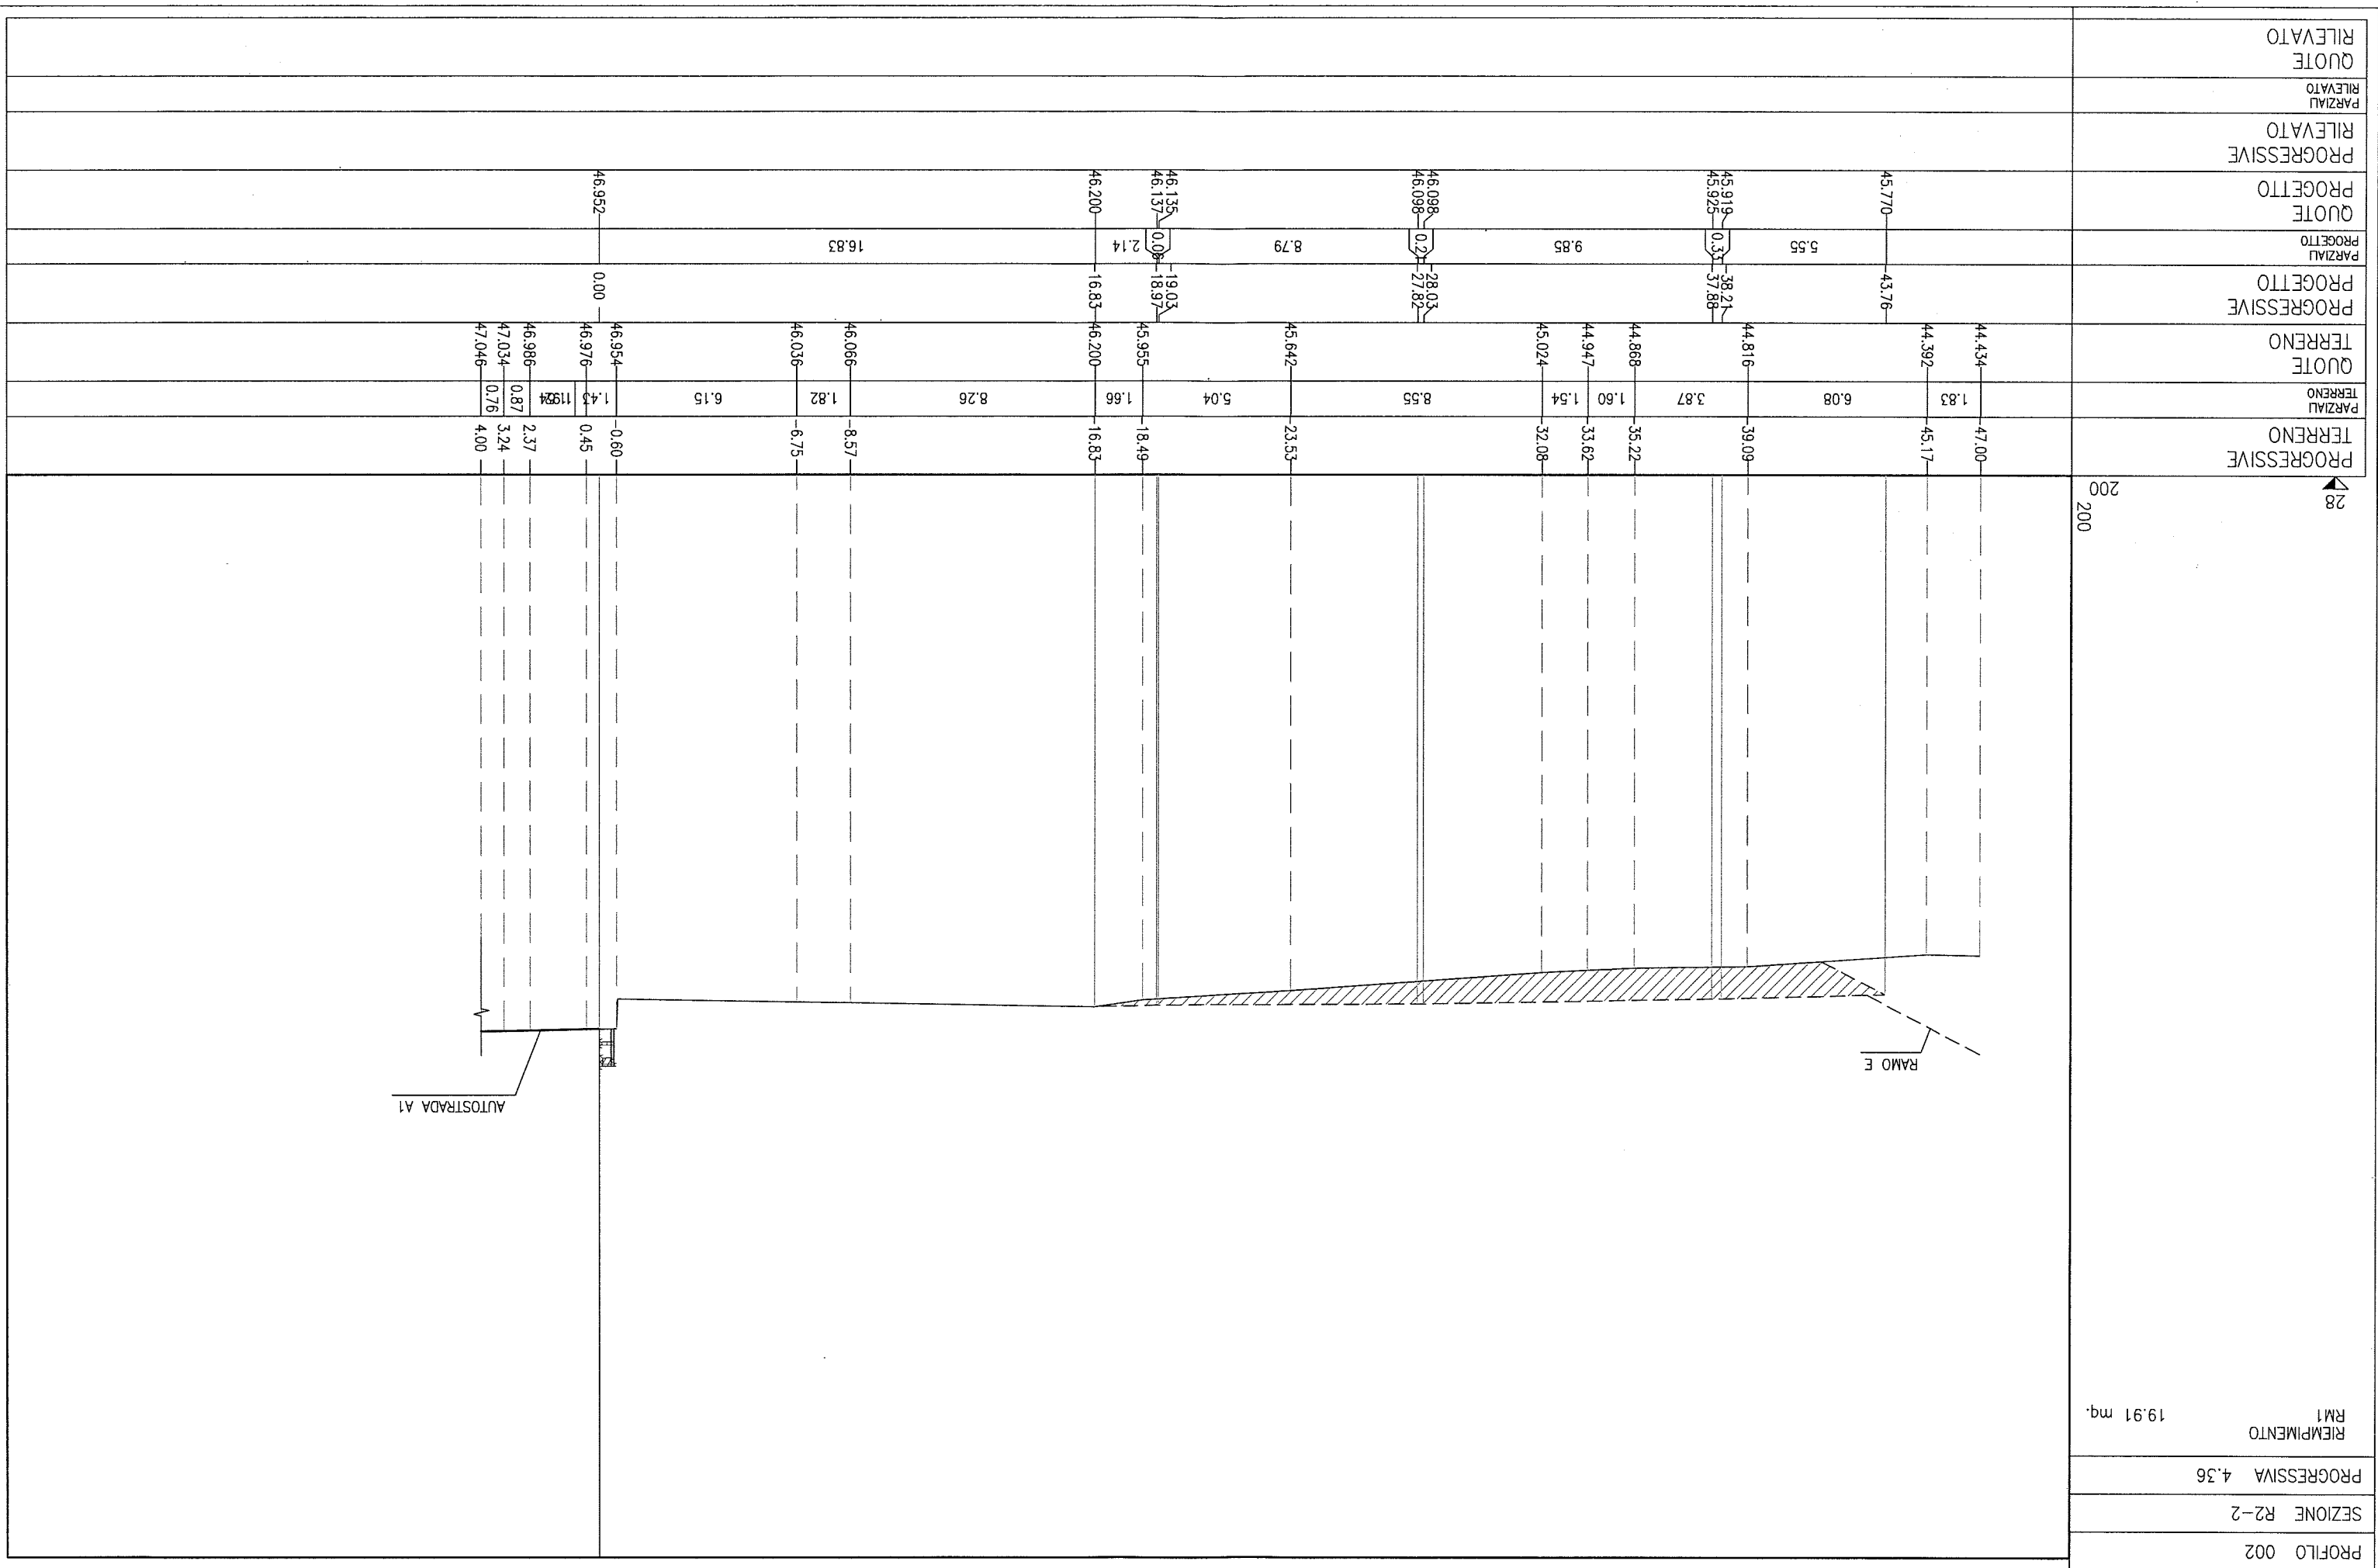 PROFILO 002
SEZIONE R2-2
PROGRESSIVA 4.36
RIEMPIMENTO
RM1 19.91 mq.
AUTOSTRADA A1
RAMO E
28
200
200
PROGRESSIVE
TERRENO
-47.00 -45.17 -39.09 -35.22 -33.62 -32.08 -23.53 -18.49 -16.83 -8.57 -6.75 -0.60 0.45 2.37 3.24 4.00
PARZIALI
TERRENO
1.83 6.08 3.87 1.60 1.54 8.55 5.04 1.66 8.26 1.82 6.15 1.43 0.87 0.76
QUOTE
TERRENO
44.434 44.392 44.816 44.868 44.947 45.024 45.642 45.955 46.200 46.066 46.036 46.954 46.976 46.986 47.034 47.046
PROGRESSIVE
PROGETTO
-43.76 -38.21 -37.88 -28.03 -27.82 -19.03 -18.97 -16.83 0.00
PARZIALI
PROGETTO
5.55 0.33 9.85 0.21 8.79 0.06 2.14 16.83
QUOTE
PROGETTO
45.770 45.919 45.925 46.098 46.098 46.135 46.137 46.200 46.952
PROGRESSIVE
RILEVATO
PARZIALI
RILEVATO
QUOTE
RILEVATO